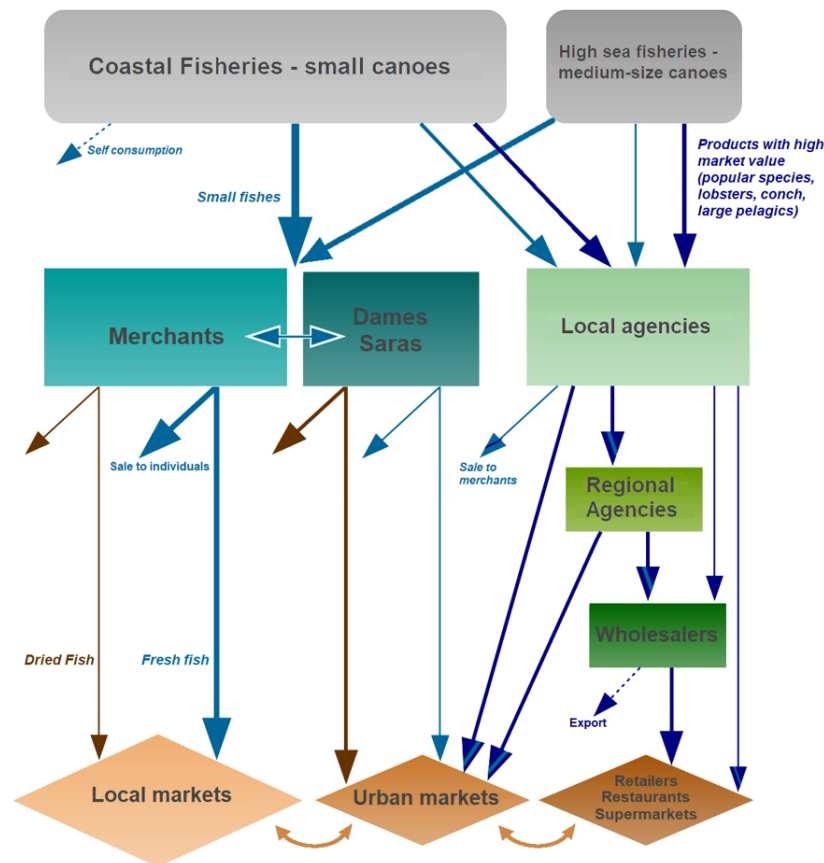 Coastal Fisheries - small canoes
High sea fisheries -
medium-size canoes
Self consumption
Small fishes
Products with high
market value
(popular species,
lobsters, conch,
large pelagics)
Merchants
Dames
Saras
Local agencies
Sale to individuals
Sale to
merchants
Regional
Agencies
Wholesalers
Dried Fish
Fresh fish
Export
Local markets
Urban markets
Retailers
Restaurants
Supermarkets